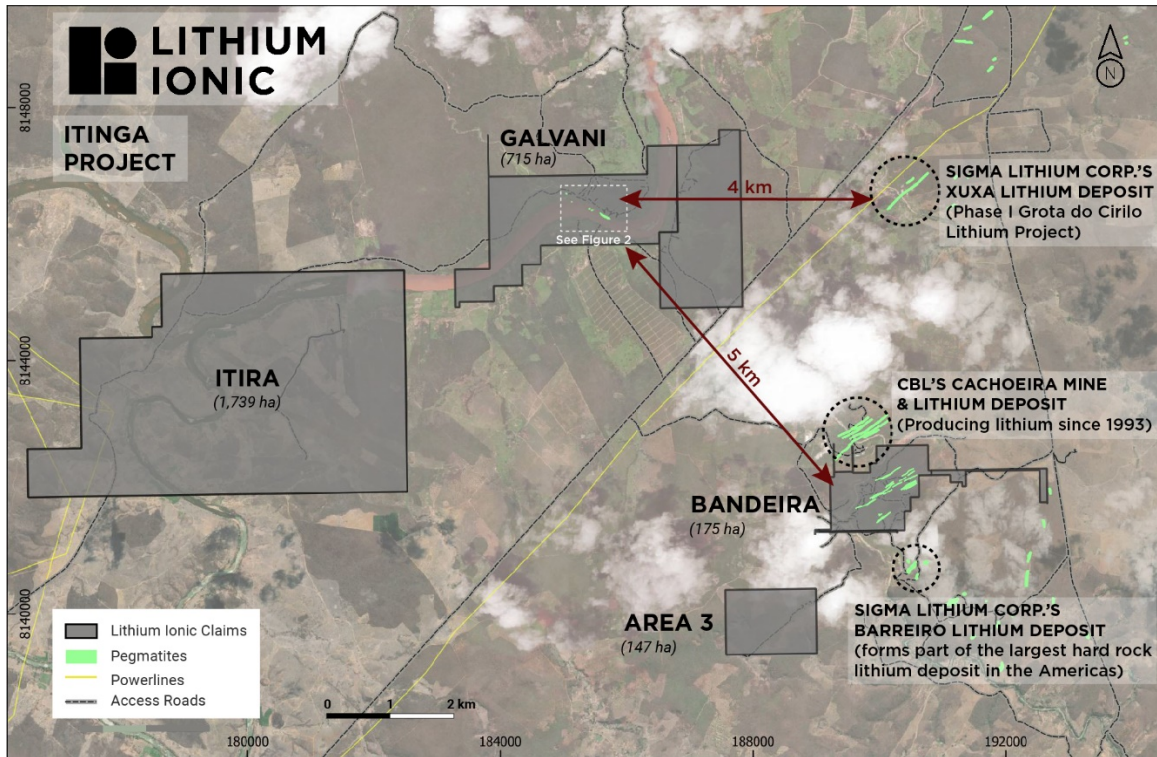 LITHIUM
IONIC
ITINGA
PROJECT
N
GALVANI
(715 ha)
4 km
See Figure 2
SIGMA LITHIUM CORP.'S
XUXA LITHIUM DEPOSIT
(Phase I Grota do Cirilo
Lithium Project)
ITIRA
(1,739 ha)
5 km
CBL'S CACHOEIRA MINE
& LITHIUM DEPOSIT
(Producing lithium since 1993)
BANDEIRA
(175 ha)
AREA 3
(147 ha)
SIGMA LITHIUM CORP.'S
BARREIRO LITHIUM DEPOSIT
(forms part of the largest hard rock
lithium deposit in the Americas)
Lithium Ionic Claims
Pegmatites
Powerlines
Access Roads
0 1 2 km
8148000
8144000
8140000
180000 184000 188000 192000